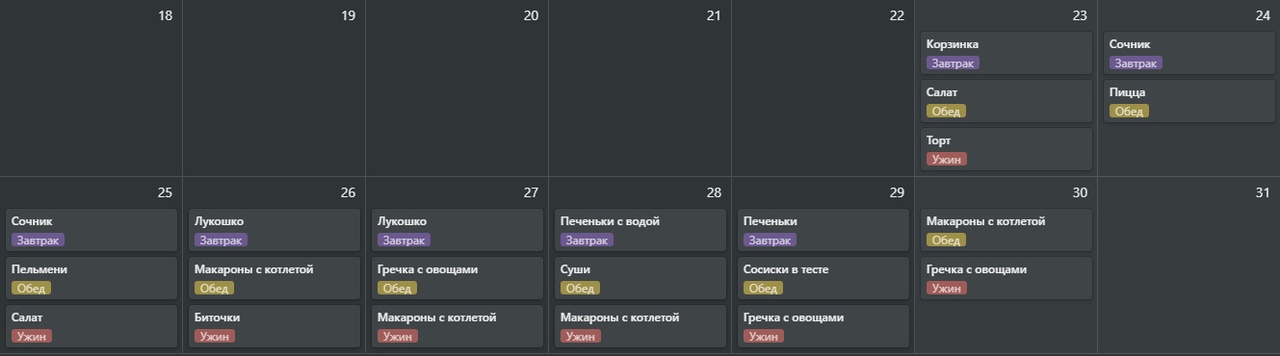 18
19
20
21
22
23
Корзинка
Завтрак
Салат
Обед
Торт
Ужин
24
Сочник
Завтрак
Пицца
Обед
25
Сочник
Завтрак
Пельмени
Обед
Салат
Ужин
26
Лукошко
Завтрак
Макароны с котлетой
Обед
Биточки
Ужин
27
Лукошко
Завтрак
Гречка с овощами
Обед
Макароны с котлетой
Ужин
28
Печеньки с водой
Завтрак
Суши
Обед
Макароны с котлетой
Ужин
29
Печеньки
Завтрак
Сосиски в тесте
Обед
Гречка с овощами
Ужин
30
Макароны с котлетой
Обед
Гречка с овощами
Ужин
31